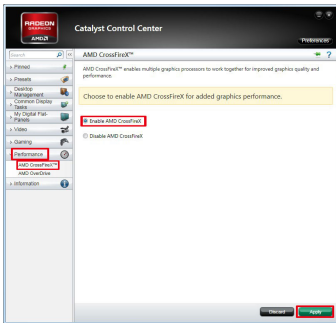 RADEON
GRAPHICS
AMD
Catalyst Control Center
Preferences
Search
AMD CrossFireX™
Pinned
Presets
Desktop
Management
Common Display
Tasks
My Digital Flat-
Panels
Video
Gaming
Performance
AMD CrossFireX™
AMD OverDrive
Information
AMD CrossFireX™ enables multiple graphics processors to work together for improved graphics quality and
performance.
Choose to enable AMD CrossFireX for added graphics performance.
Enable AMD CrossFireX
Disable AMD CrossFireX
Discard
Apply